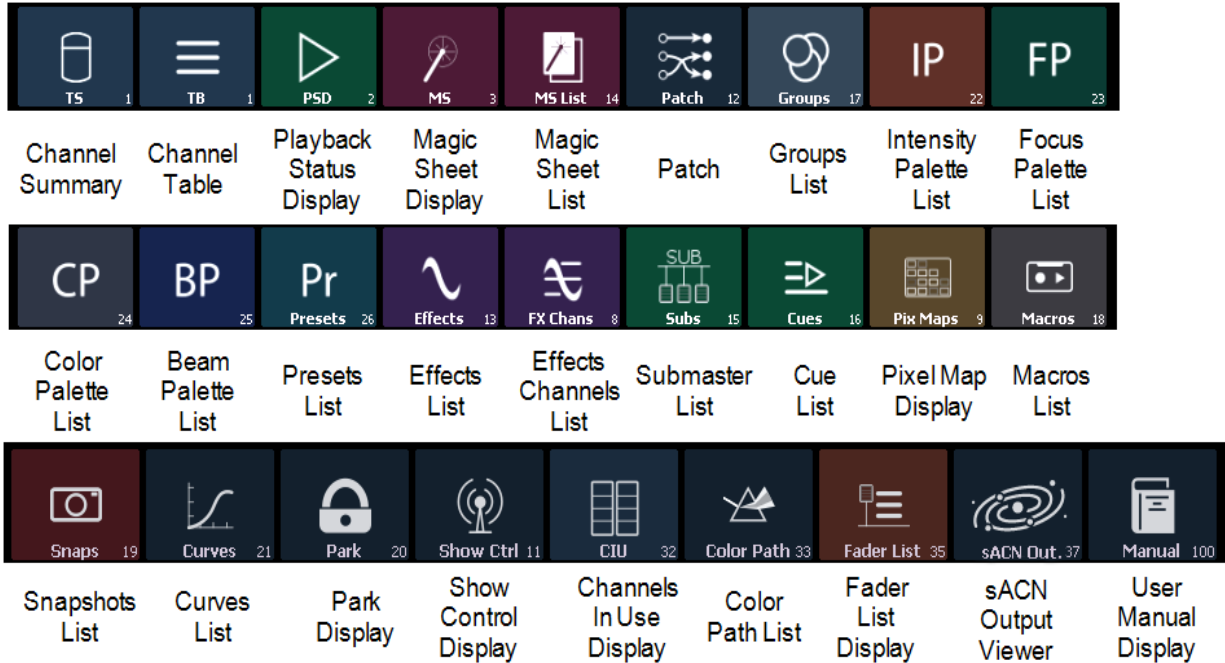 IP FP
TS 1 TB 1 PSD 2 MS 3 MS List 14 Patch 12 Groups 17 22 23
Channel Summary
Channel Table
Playback Status Display
Magic Sheet Display
Magic Sheet List
Patch
Groups List
Intensity Palette List
Focus Palette List
CP BP Pr SUB
24 25 Presets 26 Effects 13 FX Chans 8 Subs 15 Cues 16 Pix Maps 9 Macros 18
Color Palette List
Beam Palette List
Presets List
Effects List
Effects Channels List
Submaster List
Cue List
Pixel Map Display
Macros List
Snaps 19 Curves 21 Park 20 Show Ctrl 11 CIU 32 Color Path 33 Fader List 35 sACN Out. 37 Manual 100
Snapshots List
Curves List
Park Display
Show Control Display
Channels In Use Display
Color Path List
Fader List Display
sACN Output Viewer
User Manual Display